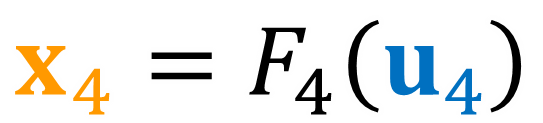 x₄ = F₄(u₄)